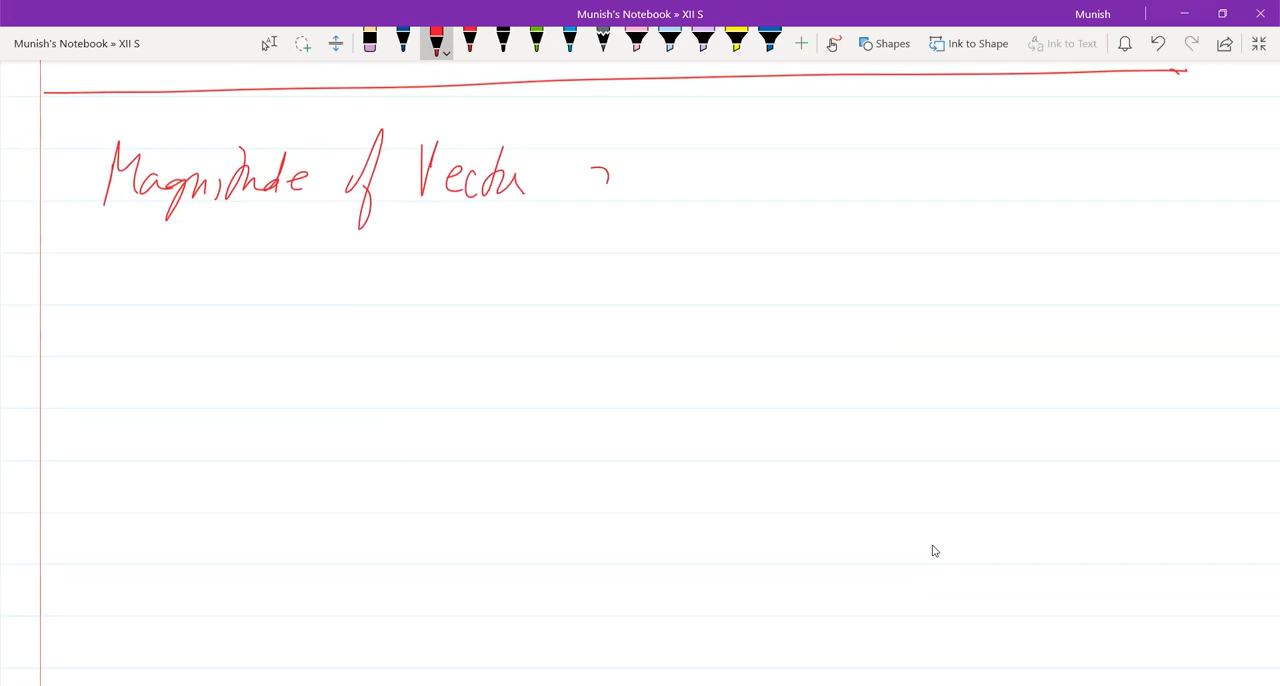 Munish's Notebook » XII S
Munish
Munish's Notebook » XII S
Shapes
Ink to Shape
Ink to Text
Magnitude of Vector